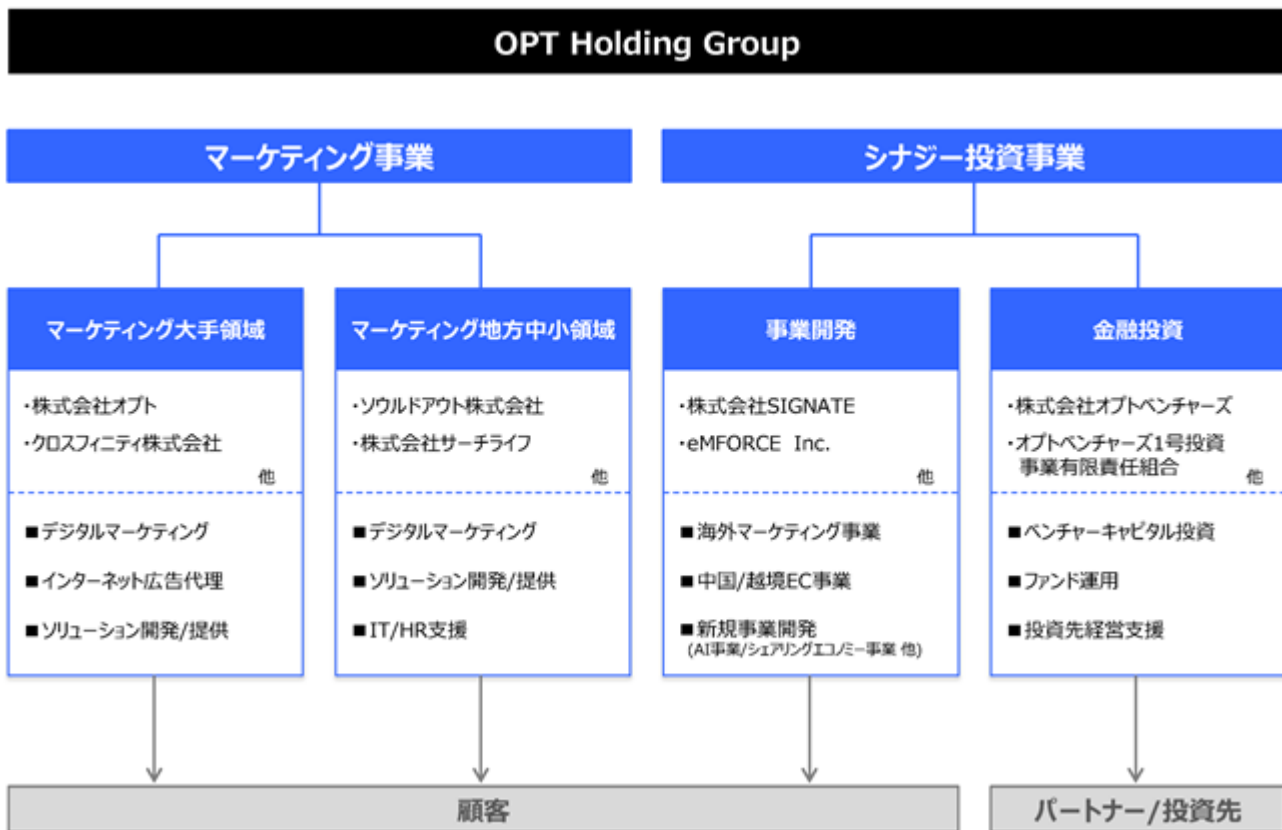 OPT Holding Group
マーケティング事業
シナジー投資事業
マーケティング大手領域
・株式会社オプト
・クロスフィニティ株式会社
他
■デジタルマーケティング
■インターネット広告代理
■ソリューション開発/提供
マーケティング地方中小領域
・ソウルドアウト株式会社
・株式会社サーチライフ
他
■デジタルマーケティング
■ソリューション開発/提供
■IT/HR支援
事業開発
・株式会社SIGNATE
・eMFORCE Inc.
他
■海外マーケティング事業
■中国/越境EC事業
■新規事業開発
(AI事業/シェアリングエコノミー事業 他)
金融投資
・株式会社オプトベンチャーズ
・オプトベンチャーズ1号投資
事業有限責任組合
他
■ベンチャーキャピタル投資
■ファンド運用
■投資先経営支援
顧客
パートナー/投資先